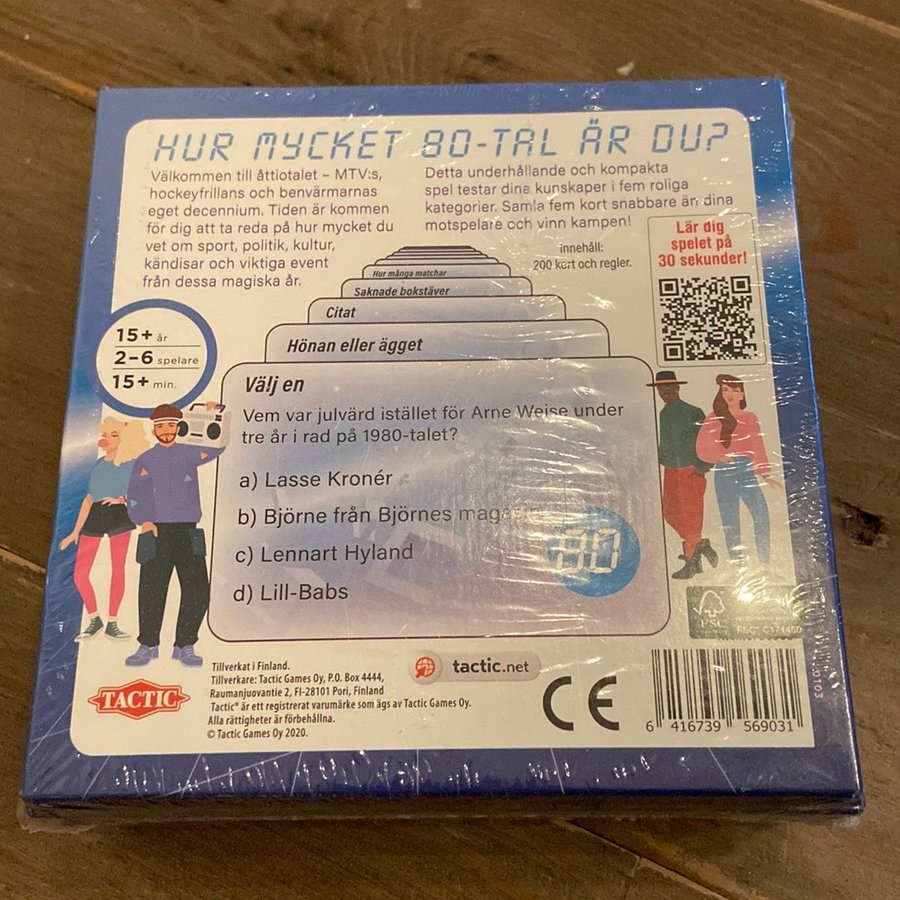 HUR MYCKET 80-TAL ÄR DU?
Välkommen till åttiotalet – MTV:s,
hockeyfrillans och benvärmarnas
eget decennium. Tiden är kommen
för dig att ta reda på hur mycket du
vet om sport, politik, kultur,
kändisar och viktiga event
från dessa magiska år.
Detta underhållande och kompakta
spel testar dina kunskaper i fem roliga
kategorier. Samla fem kort snabbare än dina
motspelare och vinn kampen!
innehåll:
200 kort och regler.
Lär dig
spelet på
30 sekunder!
15+ år
2–6 spelare
15+ min.
Hur många matchar
Saknade bokstäver
Citat
Hönan eller ägget
Välj en
Vem var julvärd istället för Arne Weise under
tre år i rad på 1980-talet?
a) Lasse Kronér
b) Björne från Björnes magasin
c) Lennart Hyland
d) Lill-Babs
80
FSC
FSC® C171450
TACTIC
Tillverkat i Finland.
Tillverkare: Tactic Games Oy, P.O. Box 4444,
Raumanjuovantie 2, FI-28101 Pori, Finland
Tactic® är ett registrerat varumärke som ägs av Tactic Games Oy.
Alla rättigheter är förbehållna.
© Tactic Games Oy 2020.
tactic.net
CE
6 416739 569031